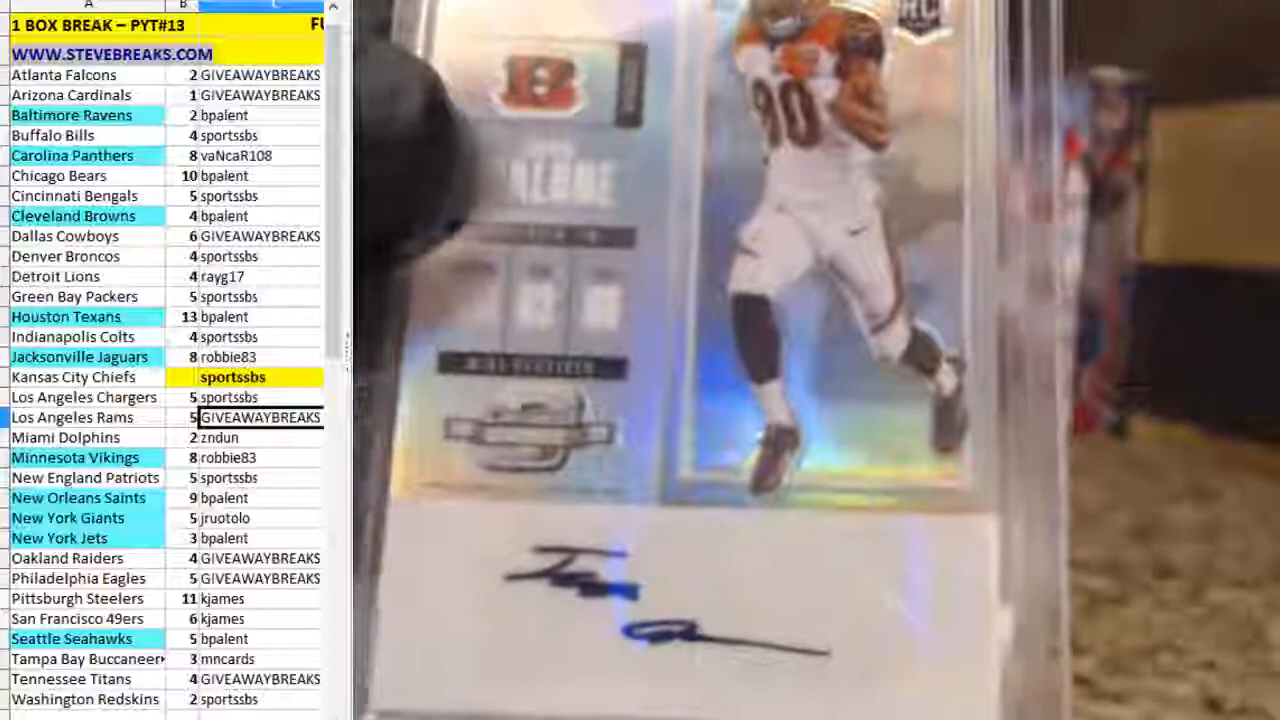 A B
1 BOX BREAK – PYT#13 FU
WWW.STEVEBREAKS.COM
Atlanta Falcons 2 GIVEAWAYBREAKS
Arizona Cardinals 1 GIVEAWAYBREAKS
Baltimore Ravens 2 bpalent
Buffalo Bills 4 sportssbs
Carolina Panthers 8 vaNcaR108
Chicago Bears 10 bpalent
Cincinnati Bengals 5 sportssbs
Cleveland Browns 4 bpalent
Dallas Cowboys 6 GIVEAWAYBREAKS
Denver Broncos 4 sportssbs
Detroit Lions 4 rayg17
Green Bay Packers 5 sportssbs
Houston Texans 13 bpalent
Indianapolis Colts 4 sportssbs
Jacksonville Jaguars 8 robbie83
Kansas City Chiefs sportssbs
Los Angeles Chargers 5 sportssbs
Los Angeles Rams 5 GIVEAWAYBREAKS
Miami Dolphins 2 zndun
Minnesota Vikings 8 robbie83
New England Patriots 5 sportssbs
New Orleans Saints 9 bpalent
New York Giants 5 jruotolo
New York Jets 3 bpalent
Oakland Raiders 4 GIVEAWAYBREAKS
Philadelphia Eagles 5 GIVEAWAYBREAKS
Pittsburgh Steelers 11 kjames
San Francisco 49ers 6 kjames
Seattle Seahawks 5 bpalent
Tampa Bay Buccaneer 3 mncards
Tennessee Titans 4 GIVEAWAYBREAKS
Washington Redskins 2 sportssbs
B
80